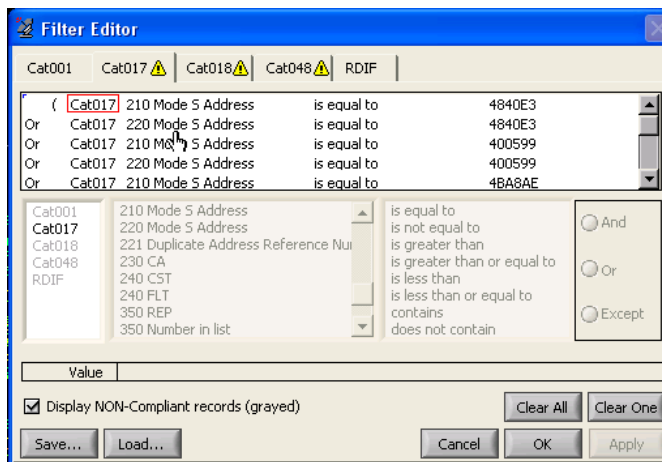 Filter Editor
Cat001 Cat017 Cat018 Cat048 RDIF
( Cat017 210 Mode S Address is equal to 4840E3
Or Cat017 220 Mode S Address is equal to 4840E3
Or Cat017 210 Mode S Address is equal to 400599
Or Cat017 220 Mode S Address is equal to 400599
Or Cat017 210 Mode S Address is equal to 4BA8AE
Cat001
Cat017
Cat018
Cat048
RDIF
210 Mode S Address
220 Mode S Address
221 Duplicate Address Reference Nu
230 CA
240 CST
240 FLT
350 REP
350 Number in list
is equal to
is not equal to
is greater than
is greater than or equal to
is less than
is less than or equal to
contains
does not contain
And
Or
Except
Value
Display NON-Compliant records (grayed)
Clear All Clear One
Save... Load... Cancel OK Apply